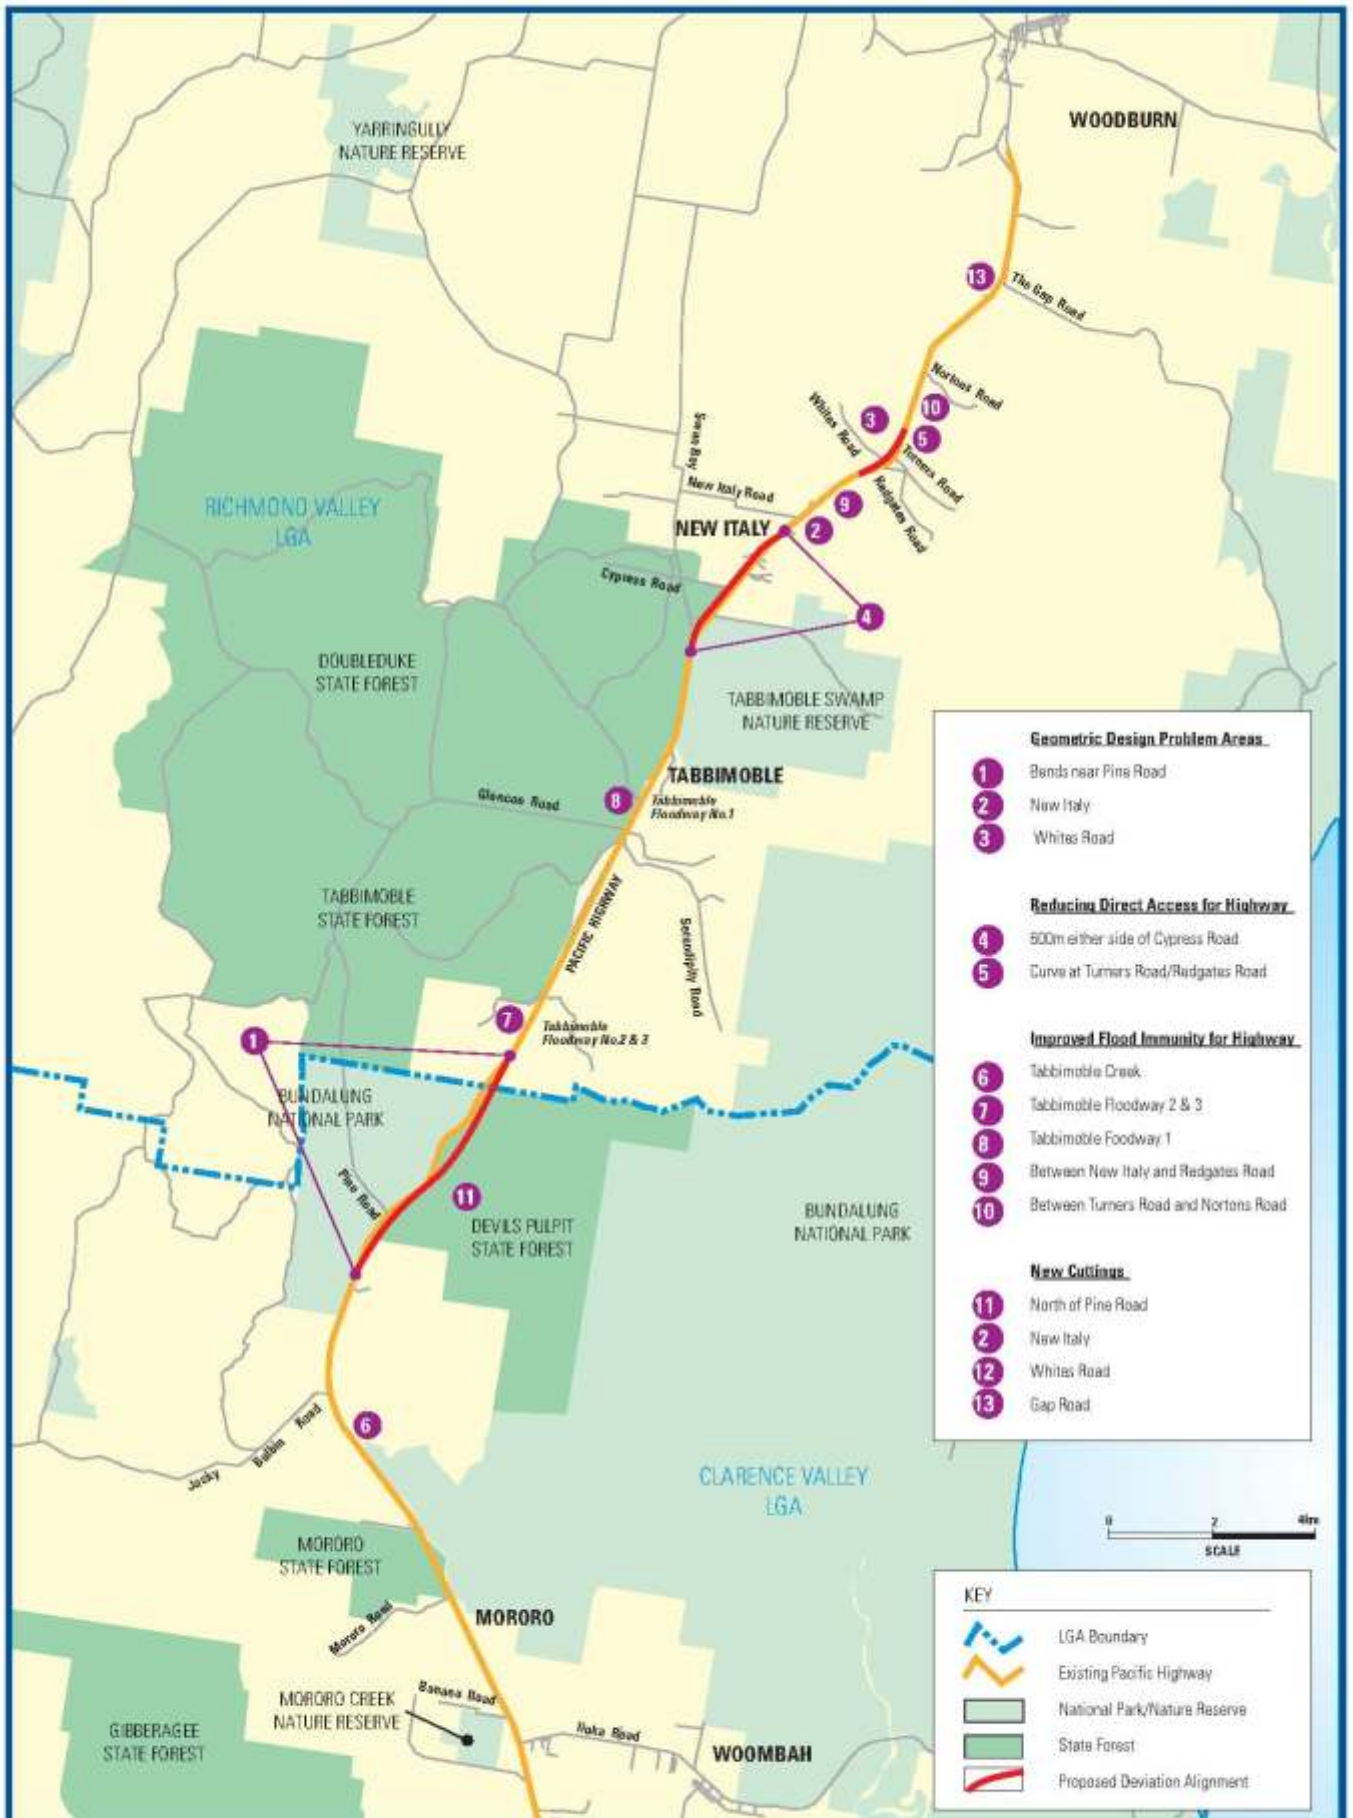 WOODBURN
YARRINGULLY
NATURE RESERVE
13
The Gap Road
Nortons Road
10
Whites Road
3
5
Turners Road
Swan Bay
New Italy Road
Redgates Road
9
RICHMOND VALLEY
LGA
NEW ITALY
2
Cypress Road
4
DOUBLEDUKE
STATE FOREST
TABBIMOBLE SWAMP
NATURE RESERVE
TABBIMOBLE
Glencoe Road
8
Tabbimoble
Floodway No.1
TABBIMOBLE
STATE FOREST
PACIFIC HIGHWAY
Serendipity Road
7
Tabbimoble
Floodway No.2 & 3
1
BUNDALUNG
NATIONAL PARK
Pine Road
11
DEVILS PULPIT
STATE FOREST
BUNDALUNG
NATIONAL PARK
6
Jacky Bulbin Road
CLARENCE VALLEY
LGA
MORORO
STATE FOREST
MORORO
Mororo Road
MORORO CREEK
NATURE RESERVE
Banana Road
GIBBERAGEE
STATE FOREST
Iluka Road
WOOMBAH
Geometric Design Problem Areas
1 Bends near Pine Road
2 New Italy
3 Whites Road
Reducing Direct Access for Highway
4 500m either side of Cypress Road
5 Curve at Turners Road/Redgates Road
Improved Flood Immunity for Highway
6 Tabbimoble Creek
7 Tabbimoble Floodway 2 & 3
8 Tabbimoble Foodway 1
9 Between New Italy and Redgates Road
10 Between Turners Road and Nortons Road
New Cuttings
11 North of Pine Road
2 New Italy
12 Whites Road
13 Gap Road
0 2 4km
SCALE
KEY
LGA Boundary
Existing Pacific Highway
National Park/Nature Reserve
State Forest
Proposed Deviation Alignment